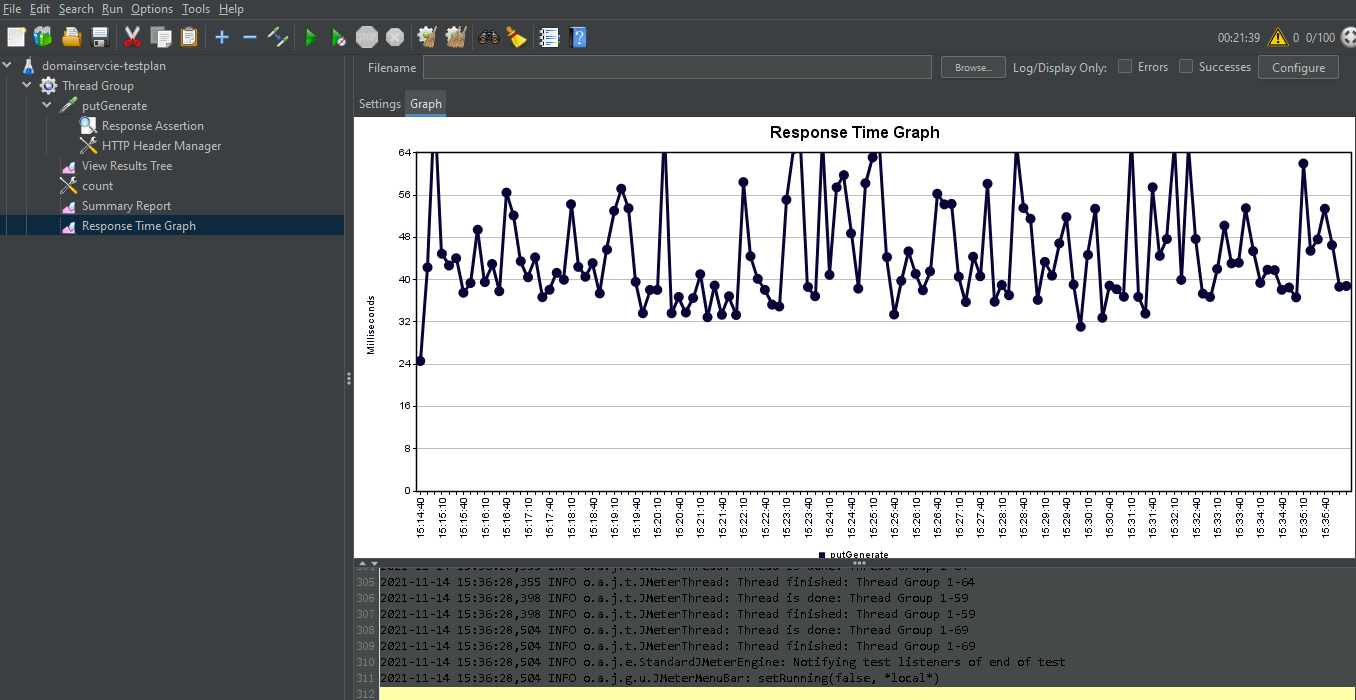 File Edit Search Run Options Tools Help
00:21:39 0 0/100
domainservcie-testplan
Thread Group
putGenerate
Response Assertion
HTTP Header Manager
View Results Tree
count
Summary Report
Response Time Graph
Filename Browse... Log/Display Only: Errors Successes Configure
Settings Graph
Response Time Graph
64
56
48
40
32
24
16
8
0
Milliseconds
15:14:40 15:15:10 15:15:40 15:16:10 15:16:40 15:17:10 15:17:40 15:18:10 15:18:40 15:19:10 15:19:40 15:20:10 15:20:40 15:21:10 15:21:40 15:22:10 15:22:40 15:23:10 15:23:40 15:24:10 15:24:40 15:25:10 15:25:40 15:26:10 15:26:40 15:27:10 15:27:40 15:28:10 15:28:40 15:29:10 15:29:40 15:30:10 15:30:40 15:31:10 15:31:40 15:32:10 15:32:40 15:33:10 15:33:40 15:34:10 15:34:40 15:35:10 15:35:40
putGenerate
305 2021-11-14 15:36:28,355 INFO o.a.j.t.JMeterThread: Thread finished: Thread Group 1-64
306 2021-11-14 15:36:28,398 INFO o.a.j.t.JMeterThread: Thread is done: Thread Group 1-59
307 2021-11-14 15:36:28,398 INFO o.a.j.t.JMeterThread: Thread finished: Thread Group 1-59
308 2021-11-14 15:36:28,504 INFO o.a.j.t.JMeterThread: Thread is done: Thread Group 1-69
309 2021-11-14 15:36:28,504 INFO o.a.j.t.JMeterThread: Thread finished: Thread Group 1-69
310 2021-11-14 15:36:28,504 INFO o.a.j.e.StandardJMeterEngine: Notifying test listeners of end of test
311 2021-11-14 15:36:28,504 INFO o.a.j.g.u.JMeterMenuBar: setRunning(false, *local*)
312